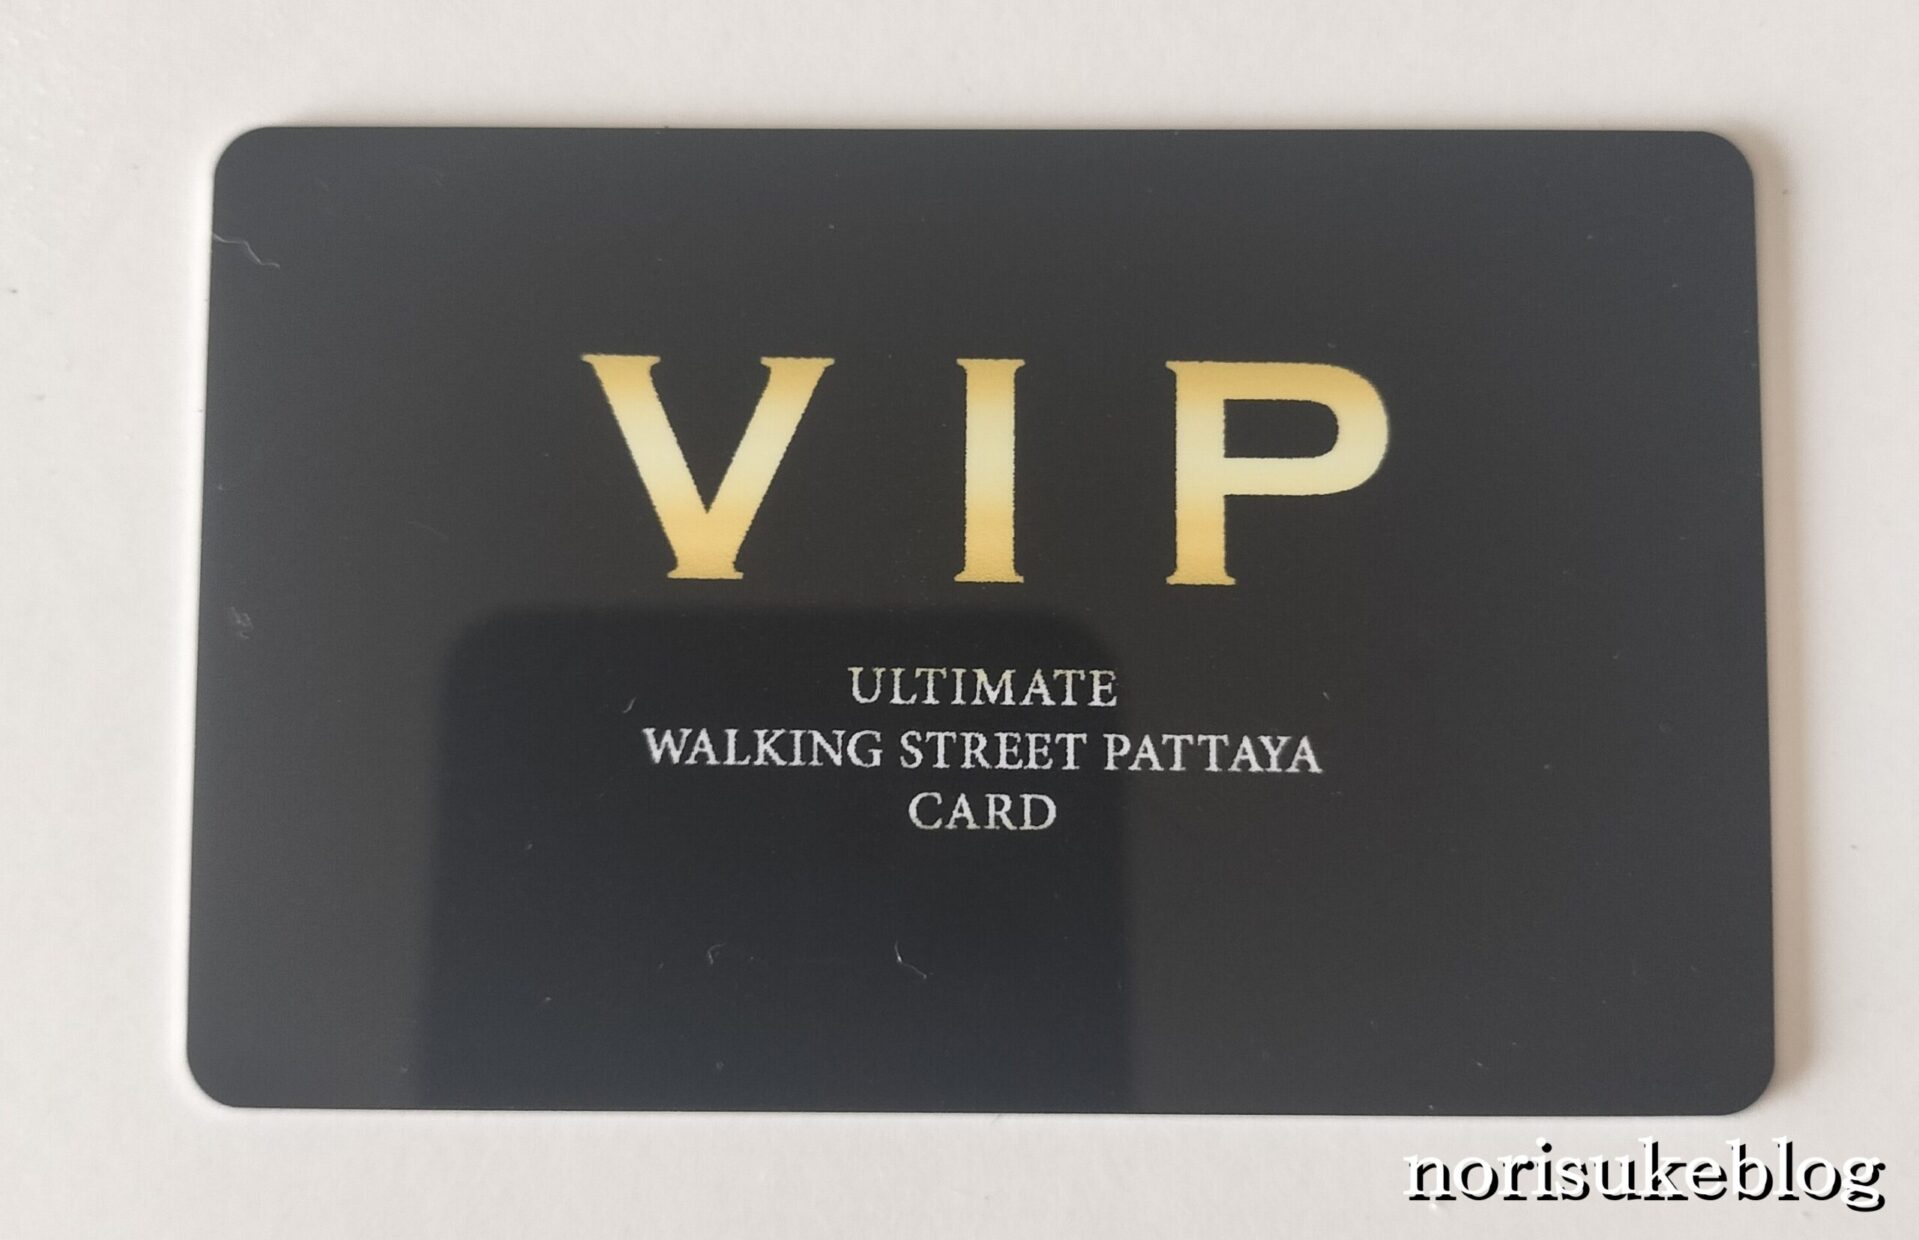 VIP
ULTIMATE
WALKING STREET PATTAYA
CARD
norisukeblog